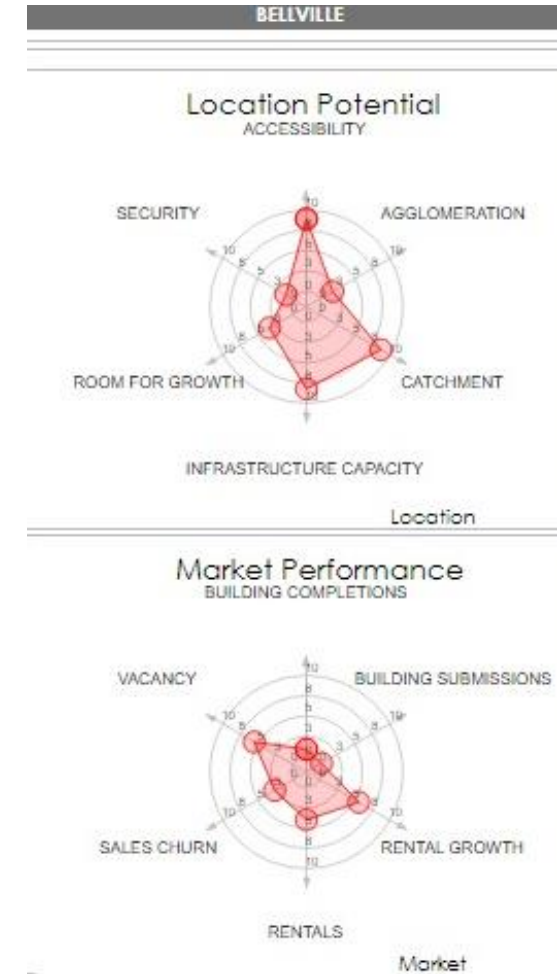 BELLVILLE
Location Potential
ACCESSIBILITY
SECURITY
AGGLOMERATION
ROOM FOR GROWTH
CATCHMENT
INFRASTRUCTURE CAPACITY
Location
Market Performance
BUILDING COMPLETIONS
VACANCY
BUILDING SUBMISSIONS
SALES CHURN
RENTAL GROWTH
RENTALS
Market